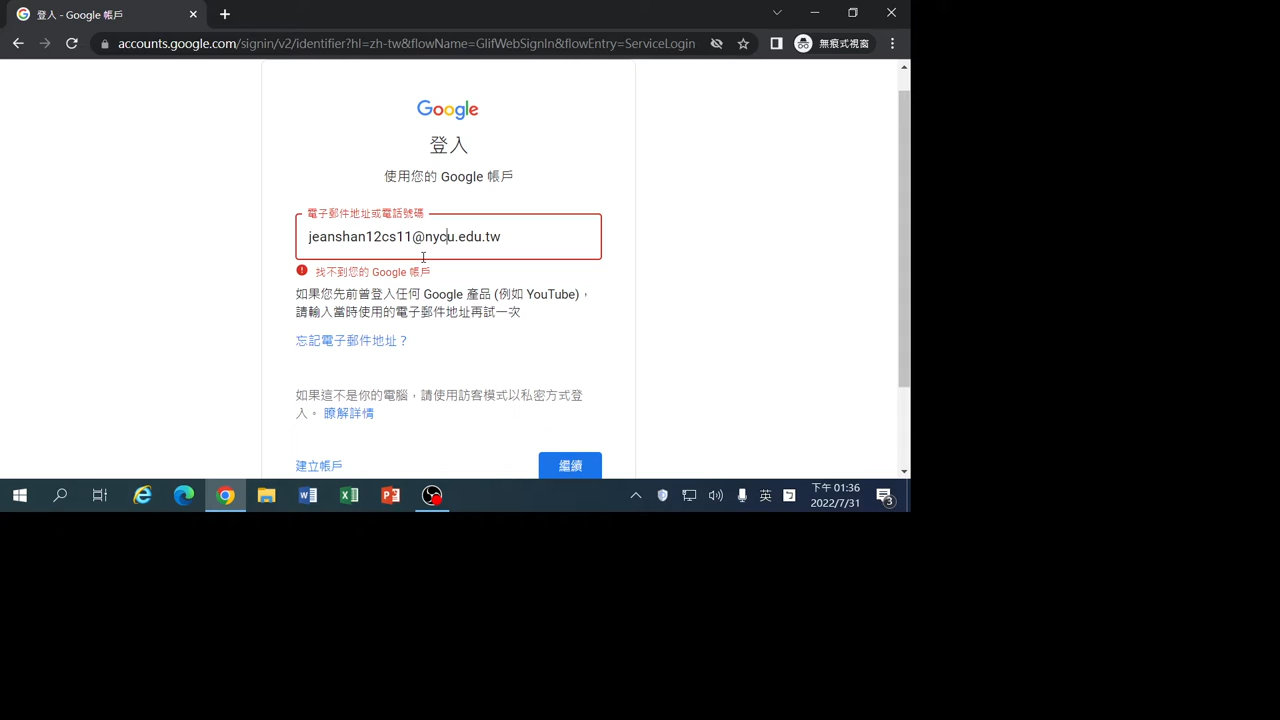 登入 - Google 帳戶
accounts.google.com/signin/v2/identifier?hl=zh-tw&flowName=GlifWebSignIn&flowEntry=ServiceLogin
無痕式視窗
Google
登入
使用您的 Google 帳戶
電子郵件地址或電話號碼
jeanshan12cs11@nycu.edu.tw
找不到您的 Google 帳戶
如果您先前曾登入任何 Google 產品 (例如 YouTube)，
請輸入當時使用的電子郵件地址再試一次
忘記電子郵件地址？
如果這不是你的電腦，請使用訪客模式以私密方式登
入。 瞭解詳情
建立帳戶
繼續
英
下午 01:36
2022/7/31
3